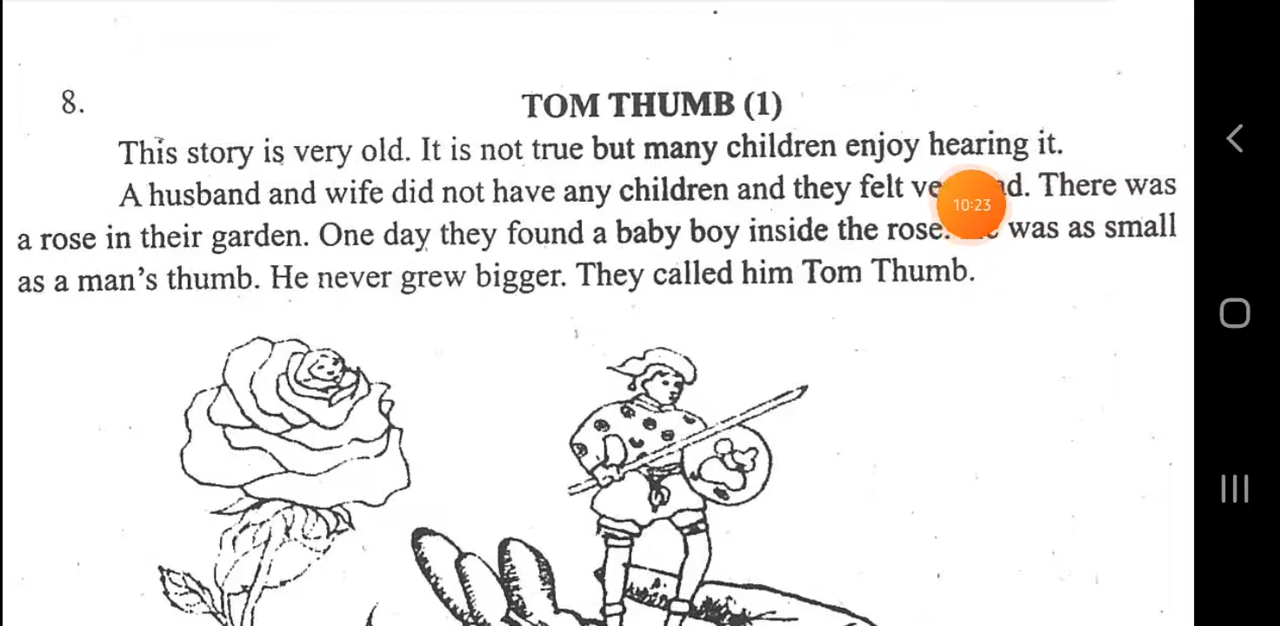 8.
TOM THUMB (1)
This story is very old. It is not true but many children enjoy hearing it.
A husband and wife did not have any children and they felt There was
10:23
a rose in their garden. One day they found a baby boy inside the rose. was as small
as a man's thumb. He never grew bigger. They called him Tom Thumb.